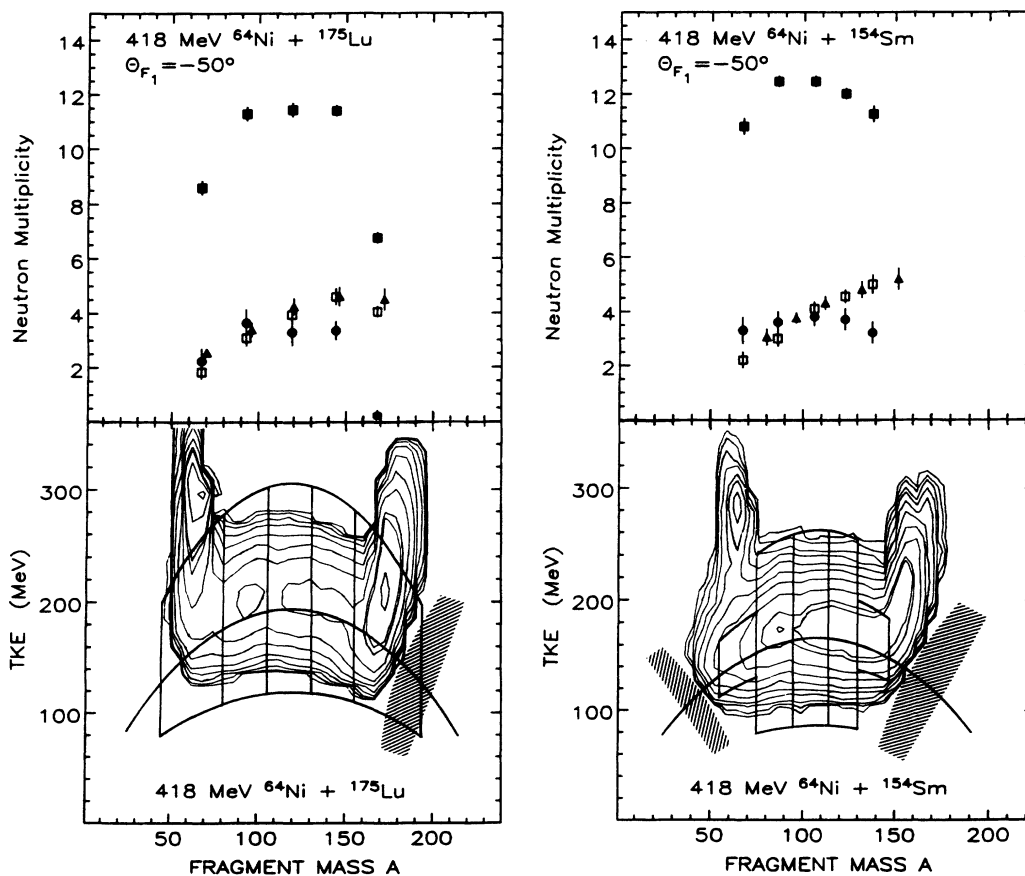 418 MeV ⁶⁴Ni + ¹⁷⁵Lu
Θ_F₁ = −50°
14
12
10
8
6
4
2
Neutron Multiplicity
418 MeV ⁶⁴Ni + ¹⁵⁴Sm
Θ_F₁ = −50°
14
12
10
8
6
4
2
Neutron Multiplicity
300
200
100
TKE (MeV)
418 MeV ⁶⁴Ni + ¹⁷⁵Lu
50
100
150
200
FRAGMENT MASS A
300
200
100
TKE (MeV)
418 MeV ⁶⁴Ni + ¹⁵⁴Sm
50
100
150
200
FRAGMENT MASS A